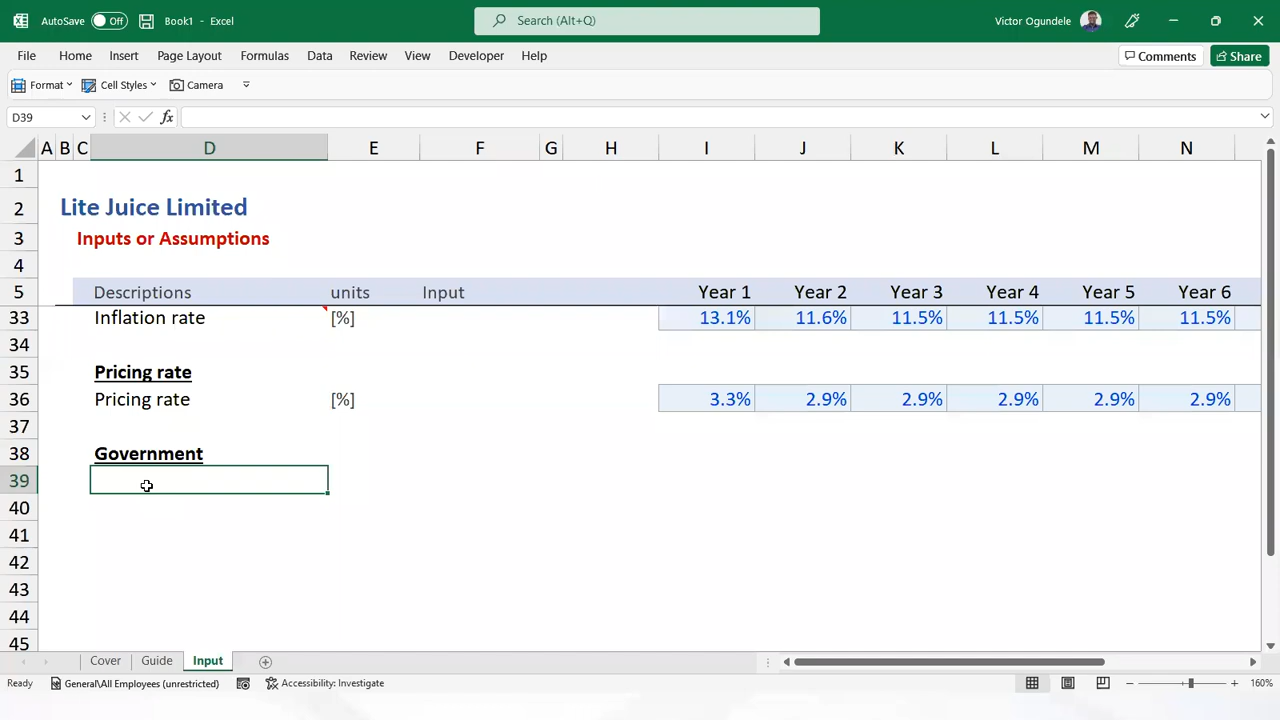 AutoSave Off Book1 - Excel Search (Alt+Q) Victor Ogundele
File Home Insert Page Layout Formulas Data Review View Developer Help Comments Share
Format Cell Styles Camera
D39 fx
A B C D E F G H I J K L M N
1
2 Lite Juice Limited
3 Inputs or Assumptions
4
5 Descriptions units Input Year 1 Year 2 Year 3 Year 4 Year 5 Year 6
33 Inflation rate [%] 13.1% 11.6% 11.5% 11.5% 11.5% 11.5%
34
35 Pricing rate
36 Pricing rate [%] 3.3% 2.9% 2.9% 2.9% 2.9% 2.9%
37
38 Government
39
40
41
42
43
44
45
Cover Guide Input
Ready General\All Employees (unrestricted) Accessibility: Investigate 160%